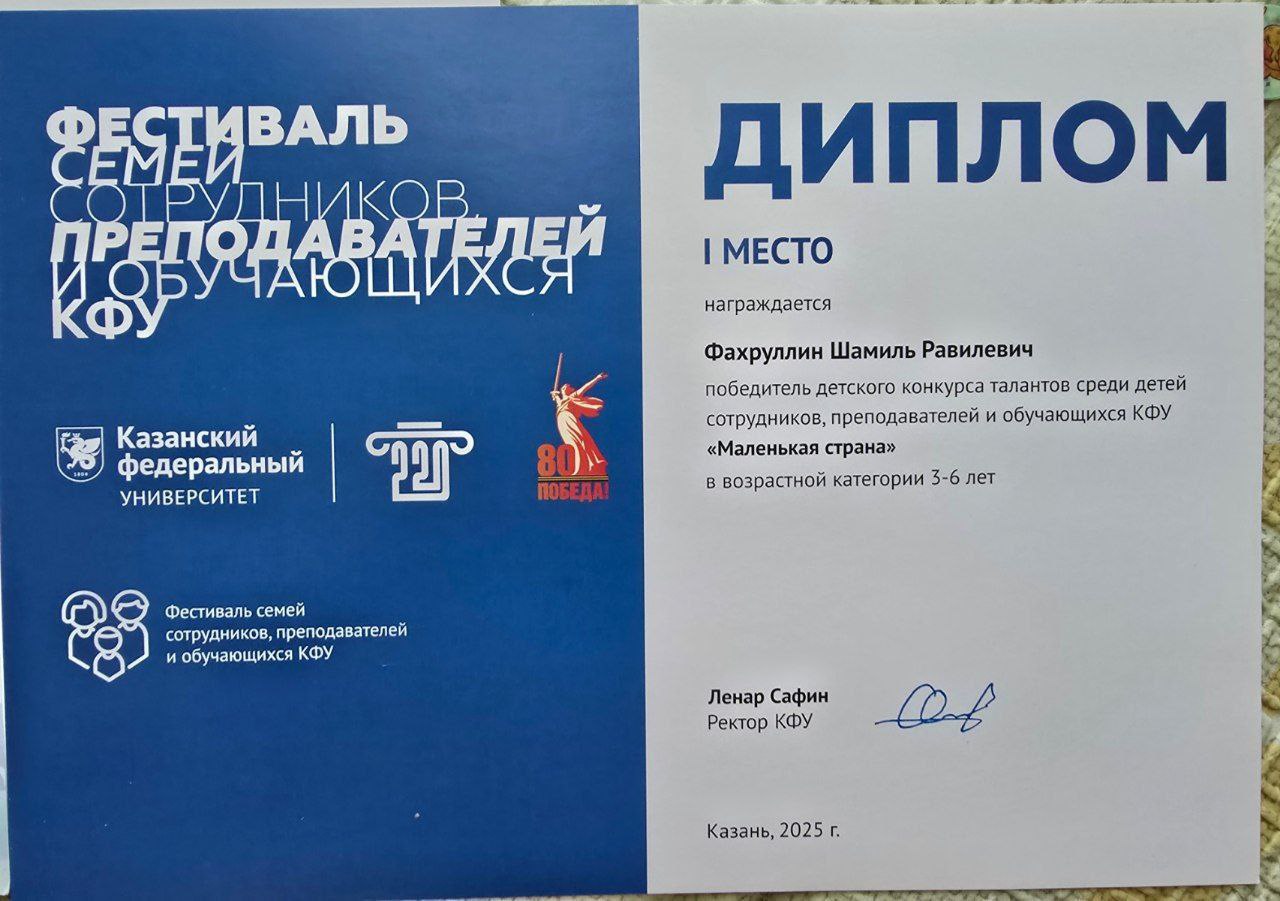 ФЕСТИВАЛЬ
СЕМЕЙ
СОТРУДНИКОВ,
ПРЕПОДАВАТЕЛЕЙ
И ОБУЧАЮЩИХСЯ
КФУ
Казанский
федеральный
УНИВЕРСИТЕТ
1804
220
80
ПОБЕДА!
Фестиваль семей
сотрудников, преподавателей
и обучающихся КФУ
ДИПЛОМ
I МЕСТО
награждается
Фахруллин Шамиль Равилевич
победитель детского конкурса талантов среди детей
сотрудников, преподавателей и обучающихся КФУ
«Маленькая страна»
в возрастной категории 3-6 лет
Ленар Сафин
Ректор КФУ
Казань, 2025 г.